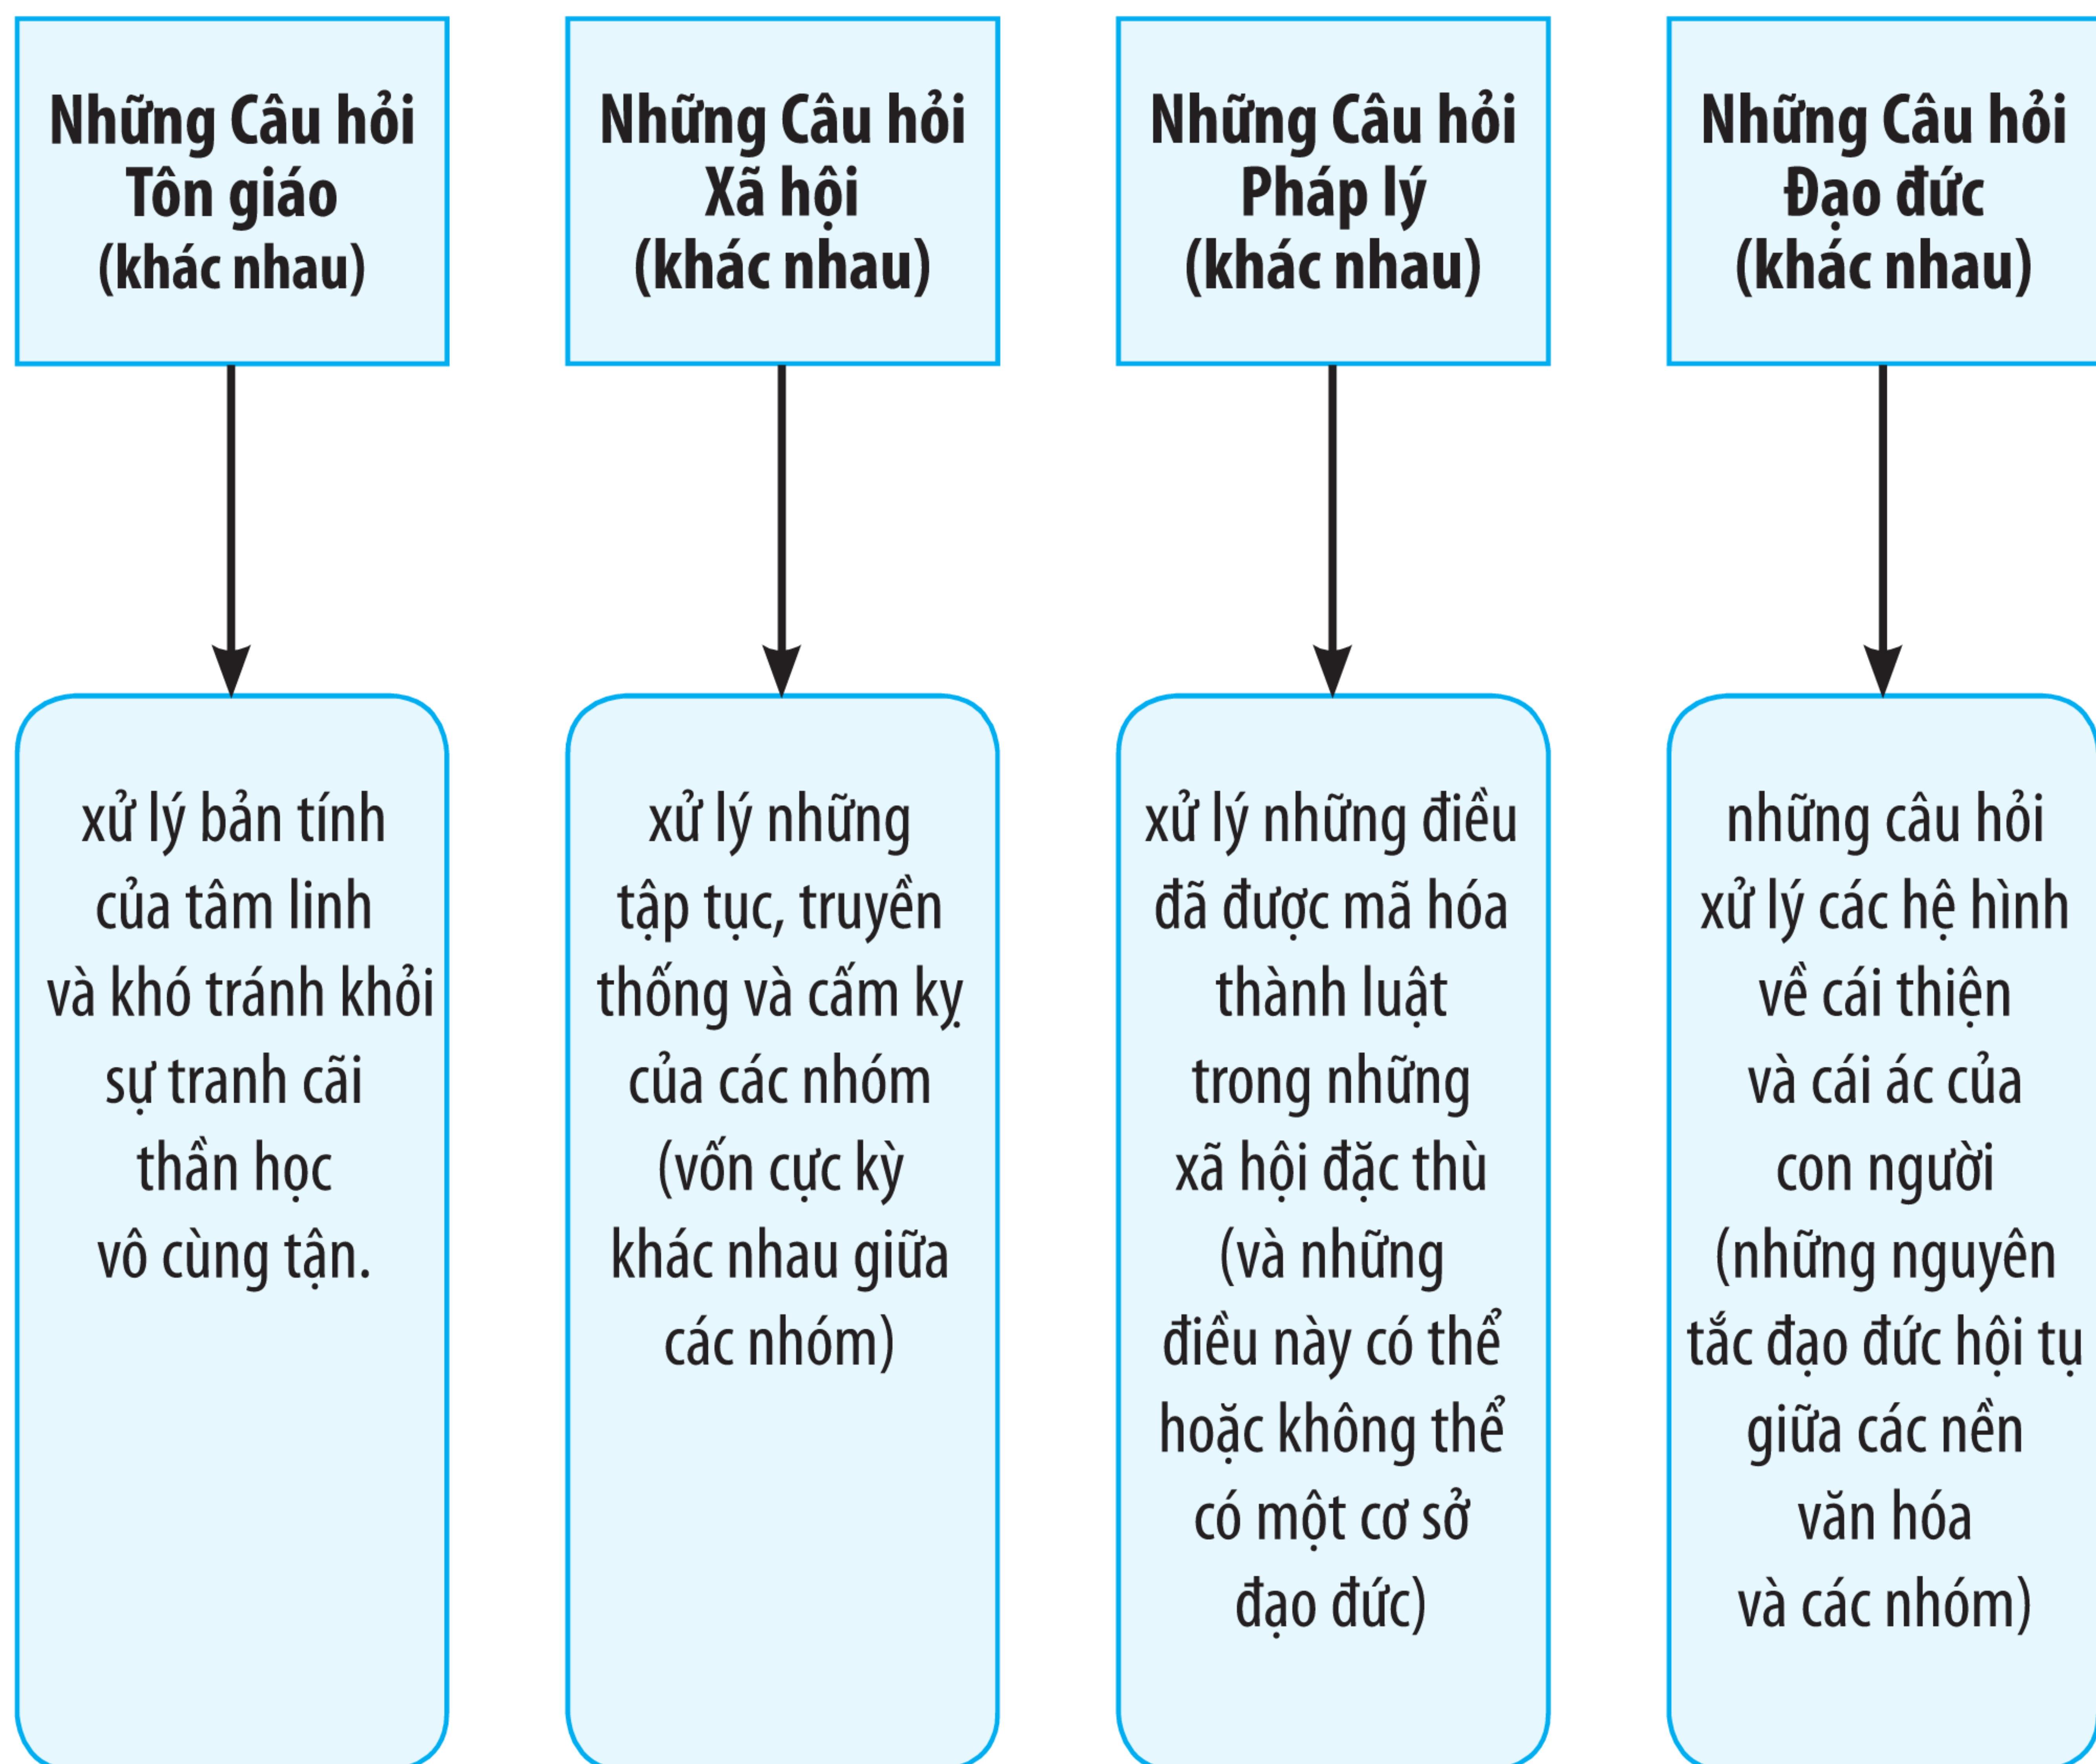 Những Câu hỏi
Tôn giáo
(khác nhau)
xử lý bản tính
của tâm linh
và khó tránh khỏi
sự tranh cãi
thần học
vô cùng tận.
Những Câu hỏi
Xã hội
(khác nhau)
xử lý những
tập tục, truyền
thống và cấm kỵ
của các nhóm
(vốn cực kỳ
khác nhau giữa
các nhóm)
Những Câu hỏi
Pháp lý
(khác nhau)
xử lý những điều
đã được mã hóa
thành luật
trong những
xã hội đặc thù
(và những
điều này có thể
hoặc không thể
có một cơ sở
đạo đức)
Những Câu hỏi
Đạo đức
(khác nhau)
những câu hỏi
xử lý các hệ hình
về cái thiện
và cái ác của
con người
(những nguyên
tắc đạo đức hội tụ
giữa các nền
văn hóa
và các nhóm)